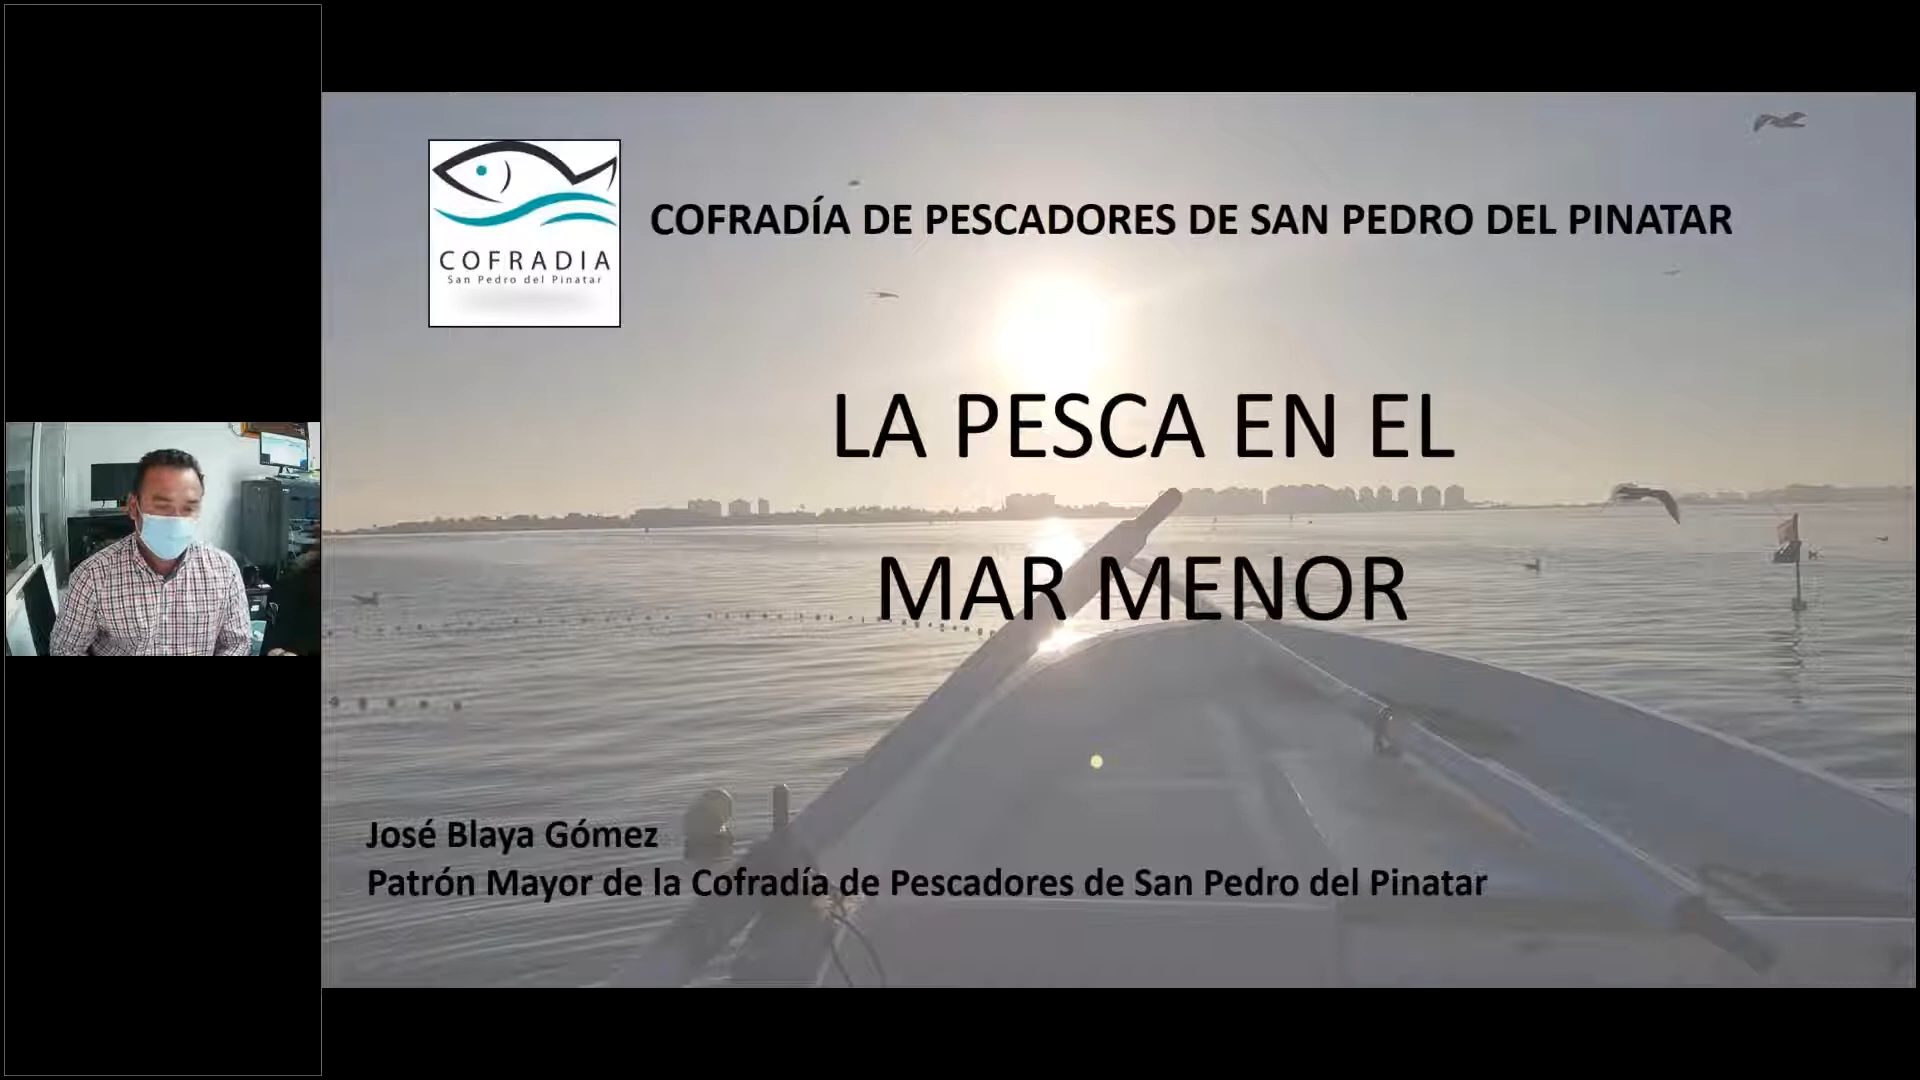 COFRADIA
San Pedro del Pinatar
COFRADÍA DE PESCADORES DE SAN PEDRO DEL PINATAR
LA PESCA EN EL
MAR MENOR
José Blaya Gómez
Patrón Mayor de la Cofradía de Pescadores de San Pedro del Pinatar